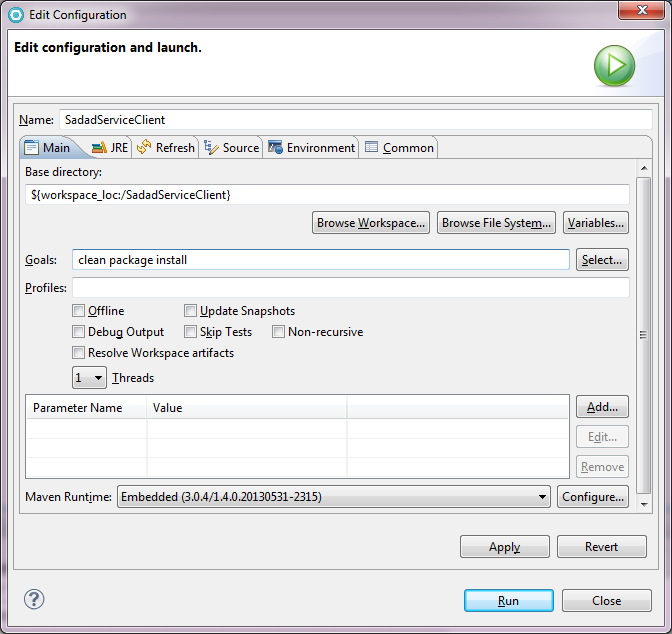 Edit Configuration
Edit configuration and launch.
Name: SadadServiceClient
Main JRE Refresh Source Environment Common
Base directory:
${workspace_loc:/SadadServiceClient}
Browse Workspace... Browse File System... Variables...
Goals: clean package install Select...
Profiles:
Offline Update Snapshots
Debug Output Skip Tests Non-recursive
Resolve Workspace artifacts
1 Threads
Parameter Name Value Add...
Edit...
Remove
Maven Runtime: Embedded (3.0.4/1.4.0.20130531-2315) Configure...
Apply Revert
? Run Close